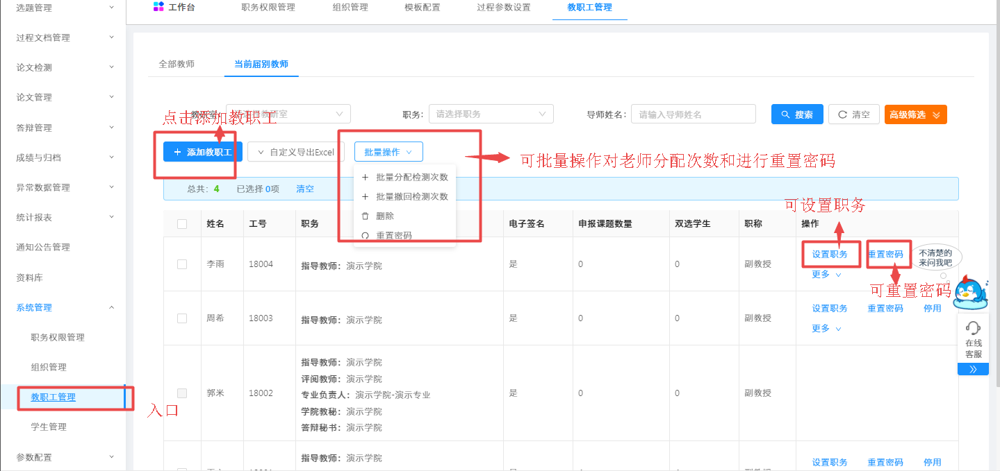 选题管理
工作台
职务权限管理
组织管理
模板配置
过程参数设置
教职工管理
过程文档管理
论文检测
论文管理
答辩管理
成绩与归档
异常数据管理
统计报表
通知公告管理
资料库
系统管理
职务权限管理
组织管理
教职工管理
入口
学生管理
参数配置
全部教师
当前届别教师
点击添加教职工
职务:
请选择职务
导师姓名:
请输入导师姓名
搜索
清空
高级筛选
添加教职工
自定义导出Excel
批量操作
可批量操作对老师分配次数和进行重置密码
批量分配检测次数
批量撤回检测次数
删除
重置密码
总共: 4 已选择 0项 清空
可设置职务
姓名 工号 职务 电子签名 申报课题数量 双选学生 职称 操作
李雨 18004 指导教师: 演示学院 是 0 0 副教授 设置职务 重置密码
更多
不清楚的
来问我吧
可重置密码
周希 18003 指导教师: 演示学院 是 0 0 副教授 设置职务 重置密码 停用
更多
在线
客服
郭米 18002 是 0 0 副教授
指导教师: 演示学院
评阅教师: 演示学院
专业负责人: 演示学院-演示专业
学院教秘: 演示学院
答辩秘书: 演示学院
指导教师: 演示学院
设置职务 重置密码 停用